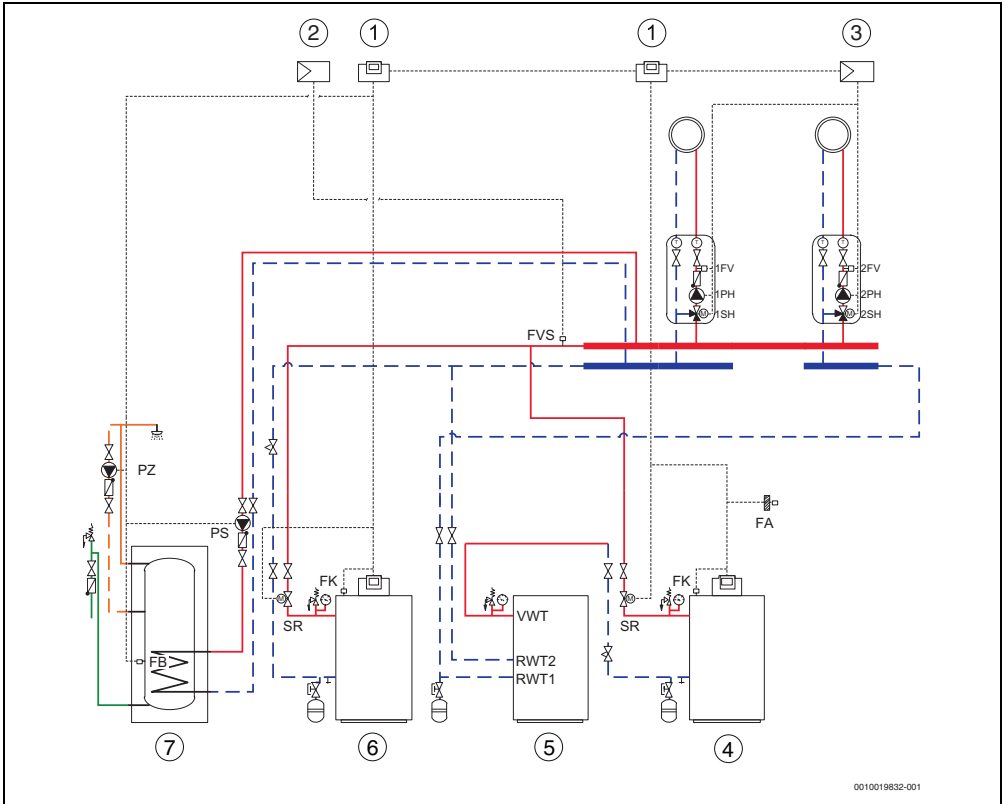 2
1
1
3
T
T
T
T
1FV
2FV
1PH
2PH
M
1SH
M
2SH
FVS
PZ
PS
FA
FK
FK
M
SR
VWT
M
SR
FB
RWT2
RWT1
7
6
5
4
0010019832-001